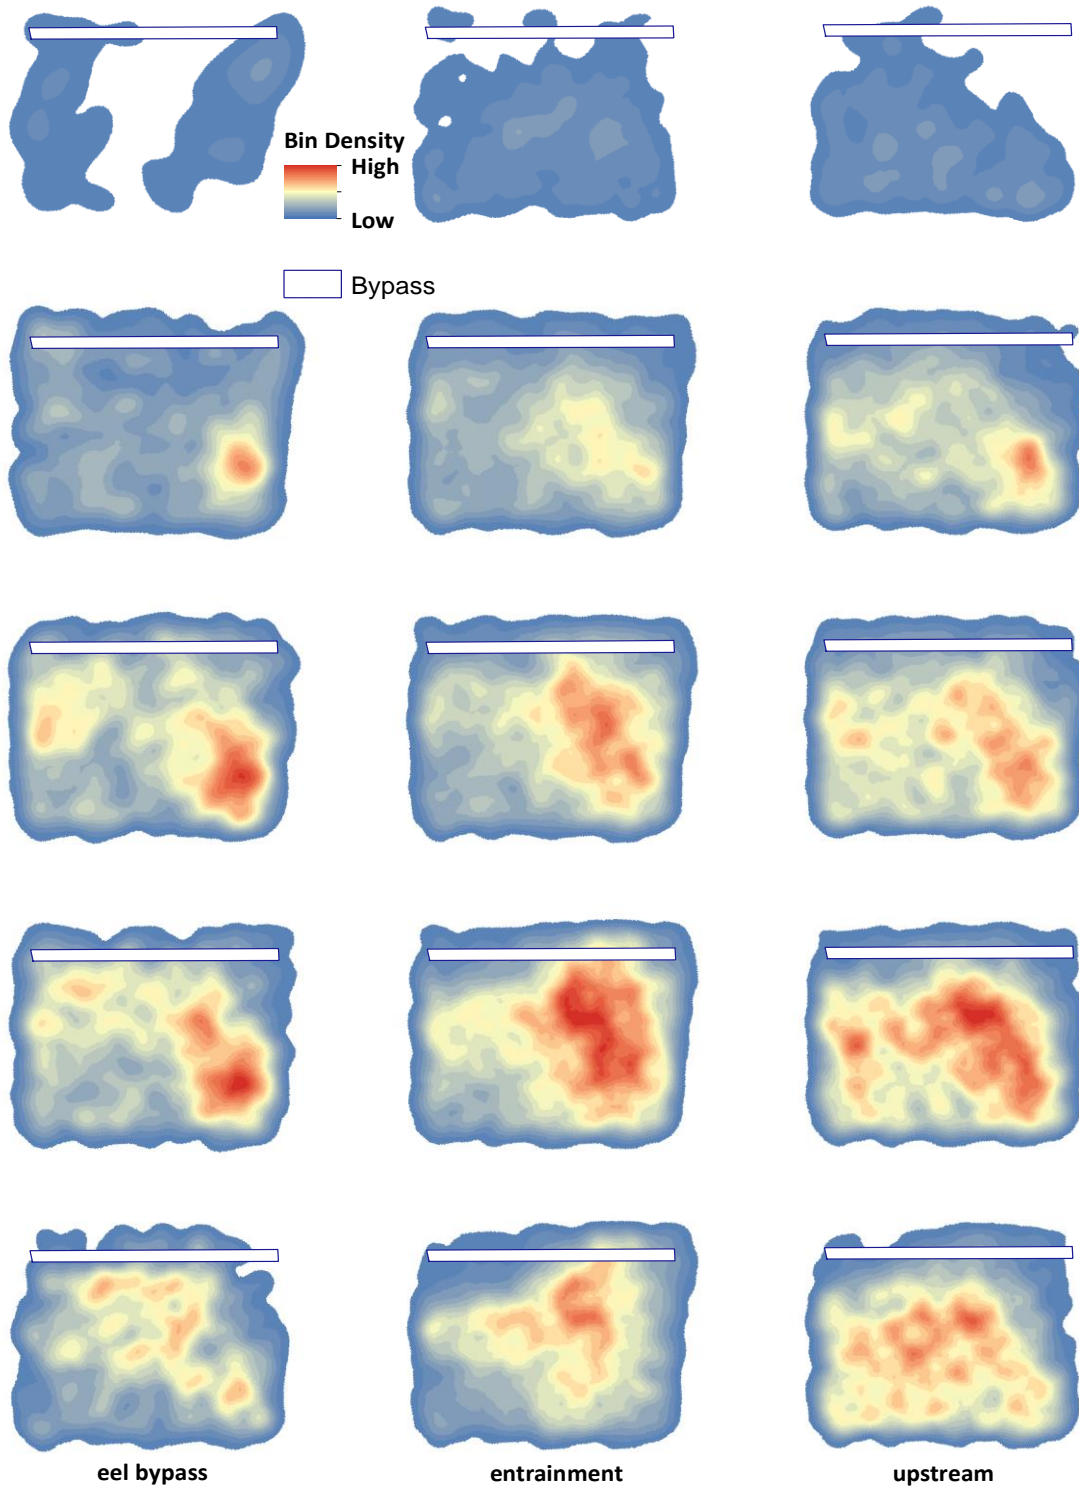 Bin Density
High
Low
Bypass
eel bypass
entrainment
upstream